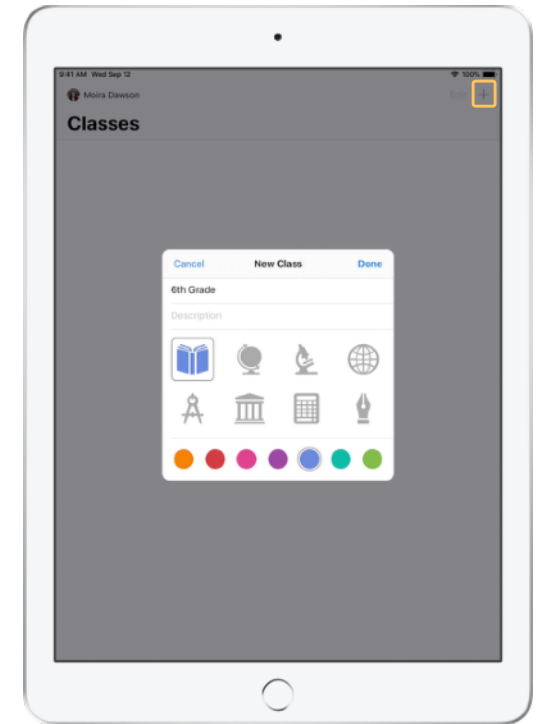 9:41 AM Wed Sep 12
100%
Moira Dawson
Edit
Classes
Cancel
New Class
Done
6th Grade
Description